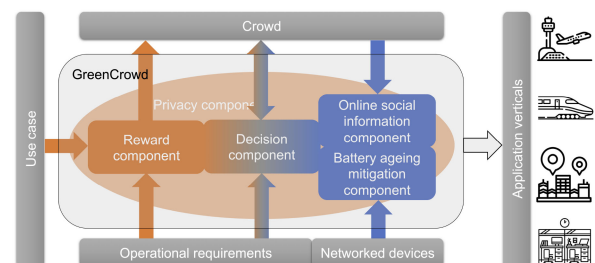 Crowd
GreenCrowd
Privacy compon
Use case
Reward
component
Decision
component
Online social
information
component
Battery ageing
mitigation
component
Application verticals
Operational requirements
Networked devices